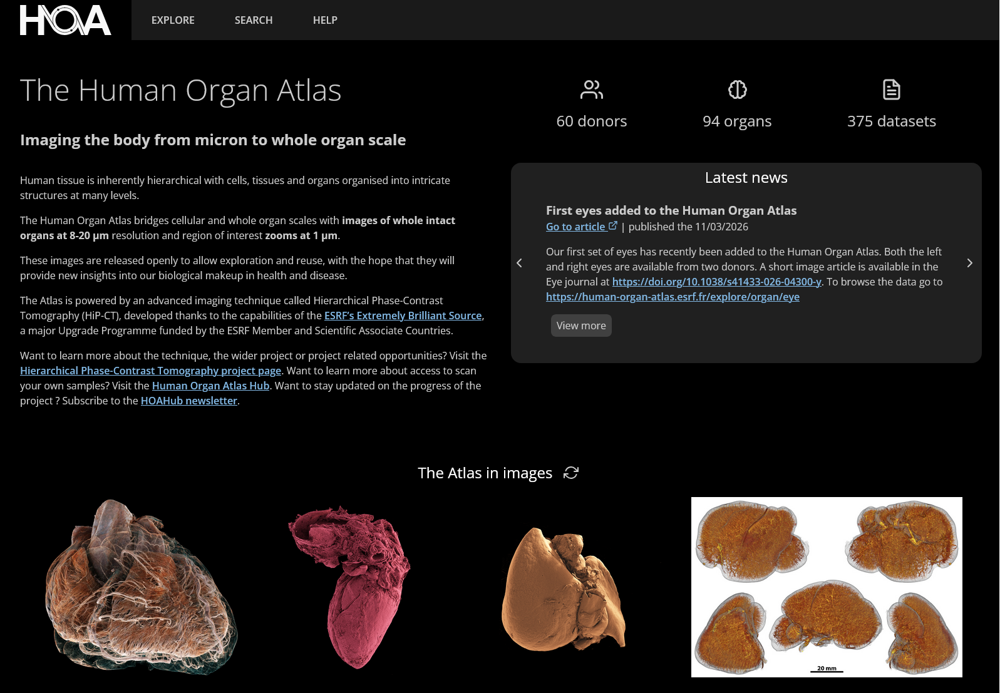 HOA
EXPLORE
SEARCH
HELP
The Human Organ Atlas
Imaging the body from micron to whole organ scale
Human tissue is inherently hierarchical with cells, tissues and organs organised into intricate
structures at many levels.
The Human Organ Atlas bridges cellular and whole organ scales with images of whole intact
organs at 8-20 μm resolution and region of interest zooms at 1 μm.
These images are released openly to allow exploration and reuse, with the hope that they will
provide new insights into our biological makeup in health and disease.
The Atlas is powered by an advanced imaging technique called Hierarchical Phase-Contrast
Tomography (HiP-CT), developed thanks to the capabilities of the ESRF’s Extremely Brilliant Source,
a major Upgrade Programme funded by the ESRF Member and Scientific Associate Countries.
Want to learn more about the technique, the wider project or project related opportunities? Visit the
Hierarchical Phase-Contrast Tomography project page. Want to learn more about access to scan
your own samples? Visit the Human Organ Atlas Hub. Want to stay updated on the progress of the
project ? Subscribe to the HOAHub newsletter.
60 donors
94 organs
375 datasets
Latest news
First eyes added to the Human Organ Atlas
Go to article | published the 11/03/2026
Our first set of eyes has recently been added to the Human Organ Atlas. Both the left
and right eyes are available from two donors. A short image article is available in the
Eye journal at https://doi.org/10.1038/s41433-026-04300-y. To browse the data go to
https://human-organ-atlas.esrf.fr/explore/organ/eye
View more
The Atlas in images
20 mm